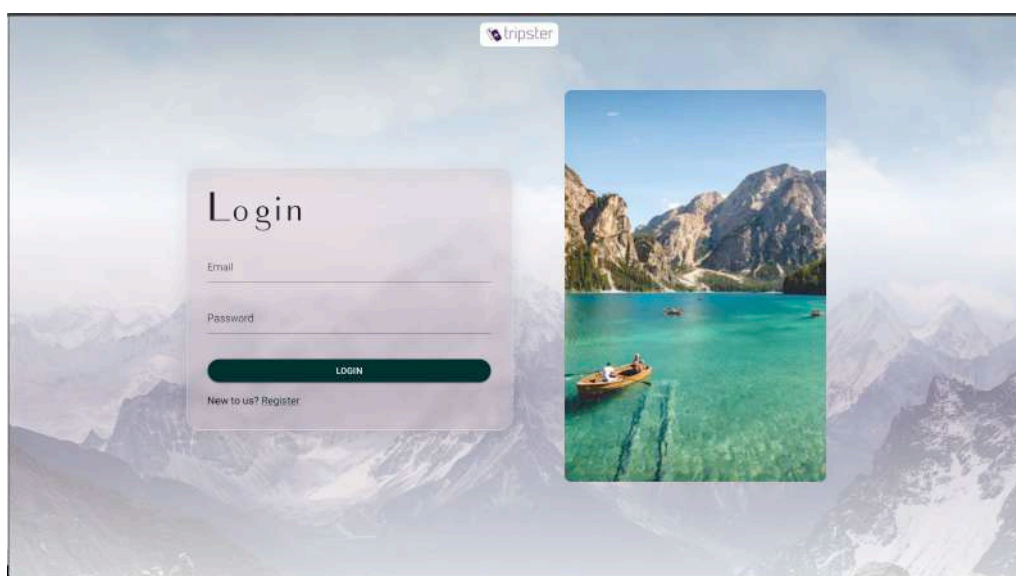 tripster
Login
Email
Password
LOGIN
New to us? Register